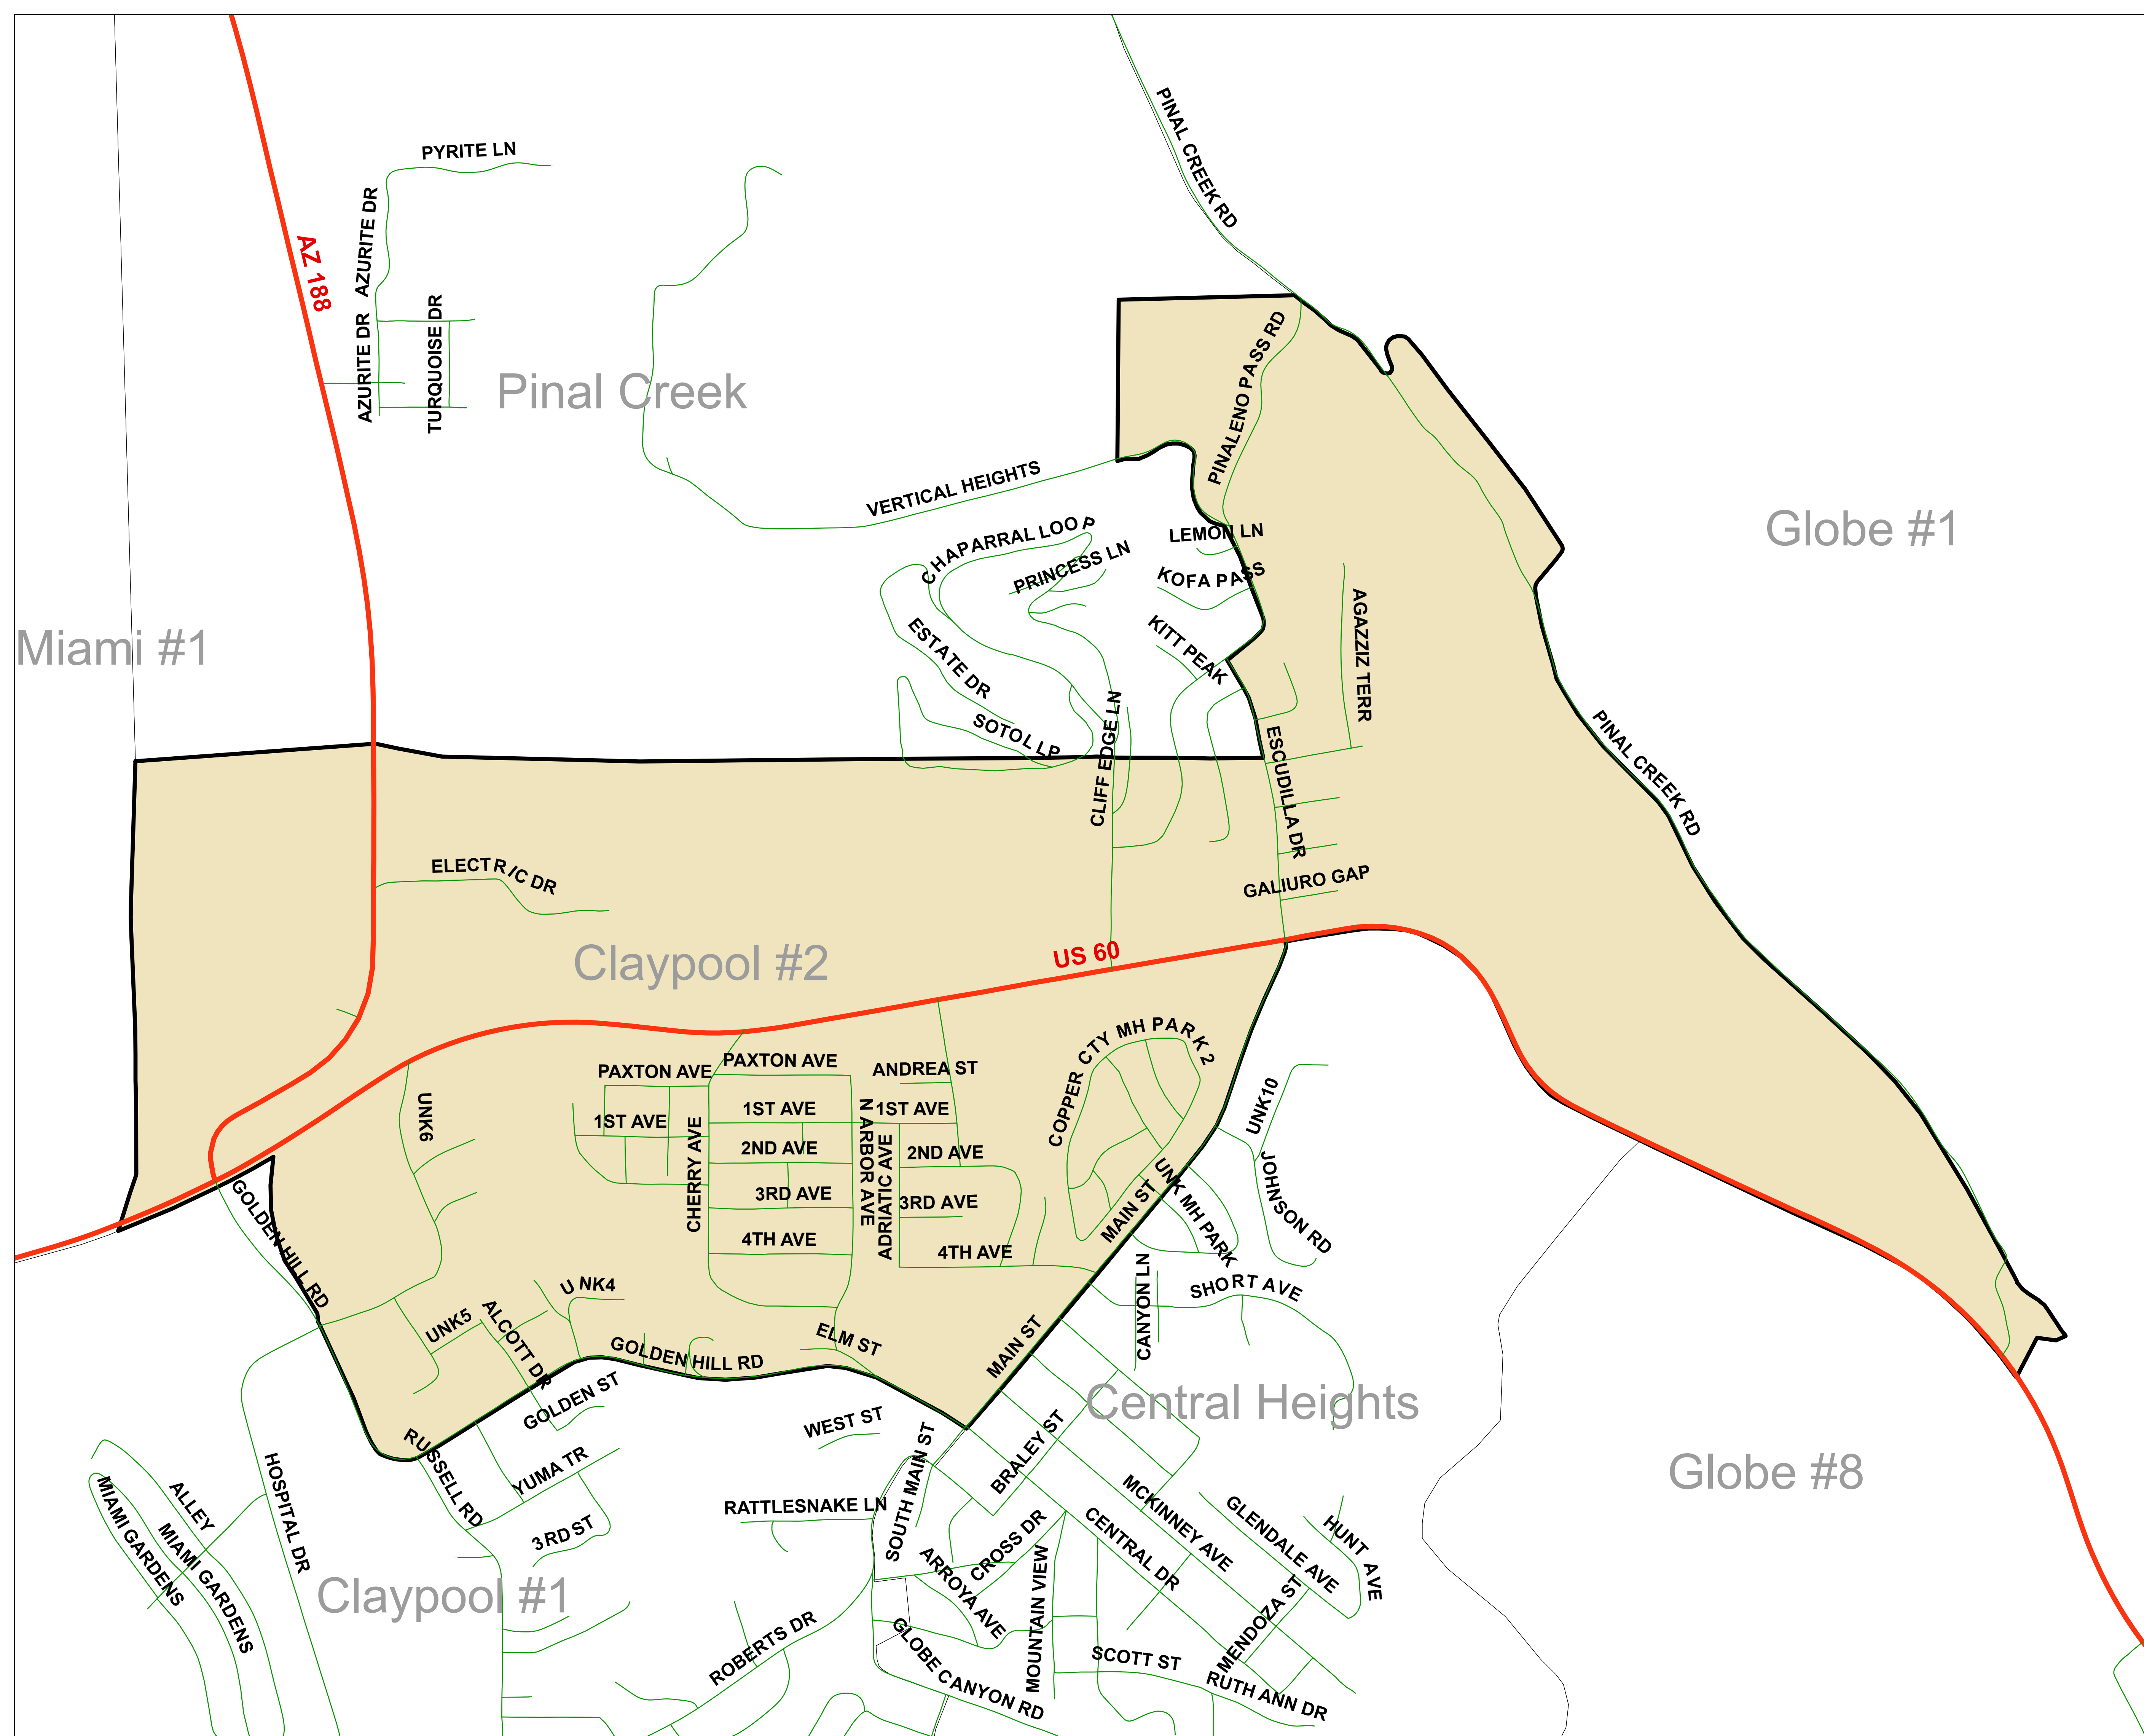 PINAL CREEK RD
PYRITE LN
AZURITE DR
AZ 188
AZURITE DR
TURQUOISE DR
Pinal Creek
PINALENO PASS RD
VERTICAL HEIGHTS
Globe #1
CHAPARRAL LOOP
LEMON LN
PRINCESS LN
KOFA PASS
Miami #1
ESTATE DR
KITT PEAK
AGAZZIZ TERR
SOTOL LP
CLIFF EDGE LN
ESCUDILLA DR
PINAL CREEK RD
ELECTRIC DR
GALIURO GAP
Claypool #2
US 60
COPPER CTY MH PARK 2
PAXTON AVE
PAXTON AVE
ANDREA ST
UNK6
1ST AVE
1ST AVE
1ST AVE
UNK10
CHERRY AVE
2ND AVE
N ARBOR AVE
ADRIATIC AVE
2ND AVE
3RD AVE
3RD AVE
UNK MH PARK
MAIN ST
JOHNSON RD
GOLDEN HILL RD
4TH AVE
4TH AVE
UNK4
CANYON LN
SHORT AVE
UNK5
ALCOTT DR
GOLDEN HILL RD
ELM ST
MAIN ST
GOLDEN ST
Central Heights
WEST ST
RUSSELL RD
YUMA TR
BRALEY ST
Globe #8
HOSPITAL DR
ALLEY
MIAMI GARDENS
MIAMI GARDENS
RATTLESNAKE LN
SOUTH MAIN ST
3RD ST
CROSS DR
CENTRAL DR
MCKINNEY AVE
GLENDALE AVE
HUNT AVE
Claypool #1
ARROYA AVE
MOUNTAIN VIEW
MENDOZA ST
ROBERTS DR
GLOBE CANYON RD
SCOTT ST
RUTH ANN DR